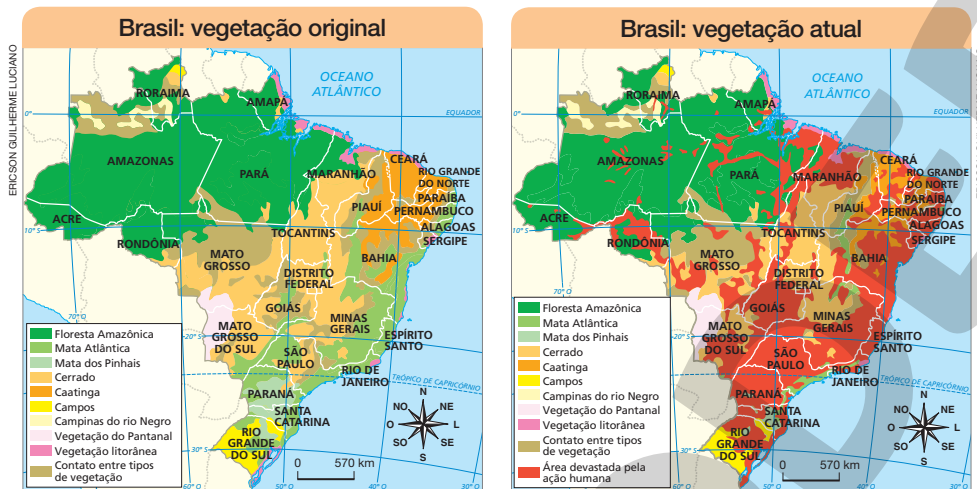 ERICSON GUILHERME LUCIANO
Brasil: vegetação original
OCEANO
ATLÂNTICO
EQUADOR
0°
RORAIMA
AMAPÁ
AMAZONAS
PARÁ
MARANHÃO
CEARÁ
RIO GRANDE
DO NORTE
PARAÍBA
PERNAMBUCO
PIAUÍ
ACRE
ALAGOAS
SERGIPE
10° S
RONDÔNIA
TOCANTINS
MATO
GROSSO
BAHIA
DISTRITO
FEDERAL
GOIÁS
70° O
MATO
GROSSO
DO SUL
MINAS
GERAIS
20° S
ESPÍRITO
SANTO
SÃO
PAULO
RIO DE
JANEIRO
TRÓPICO DE CAPRICÓRNIO
PARANÁ
SANTA
CATARINA
RIO
GRANDE
DO SUL
30° S
60° O
50° O
40° O
30° O
N
NE
L
SE
S
SO
O
NO
0 570 km
Floresta Amazônica
Mata Atlântica
Mata dos Pinhais
Cerrado
Caatinga
Campos
Campinas do rio Negro
Vegetação do Pantanal
Vegetação litorânea
Contato entre tipos
de vegetação
Brasil: vegetação atual
OCEANO
ATLÂNTICO
EQUADOR
0°
RORAIMA
AMAPÁ
AMAZONAS
PARÁ
MARANHÃO
CEARÁ
RIO GRANDE
DO NORTE
PARAÍBA
PERNAMBUCO
PIAUÍ
ACRE
ALAGOAS
SERGIPE
10° S
RONDÔNIA
TOCANTINS
MATO
GROSSO
BAHIA
DISTRITO
FEDERAL
GOIÁS
70° O
MATO
GROSSO
DO SUL
MINAS
GERAIS
20° S
ESPÍRITO
SANTO
SÃO
PAULO
RIO DE
JANEIRO
TRÓPICO DE CAPRICÓRNIO
PARANÁ
SANTA
CATARINA
RIO
GRANDE
DO SUL
30° S
60° O
50° O
40° O
30° O
N
NE
L
SE
S
SO
O
NO
0 570 km
Floresta Amazônica
Mata Atlântica
Mata dos Pinhais
Cerrado
Caatinga
Campos
Campinas do rio Negro
Vegetação do Pantanal
Vegetação litorânea
Contato entre tipos
de vegetação
Área devastada pela
ação humana